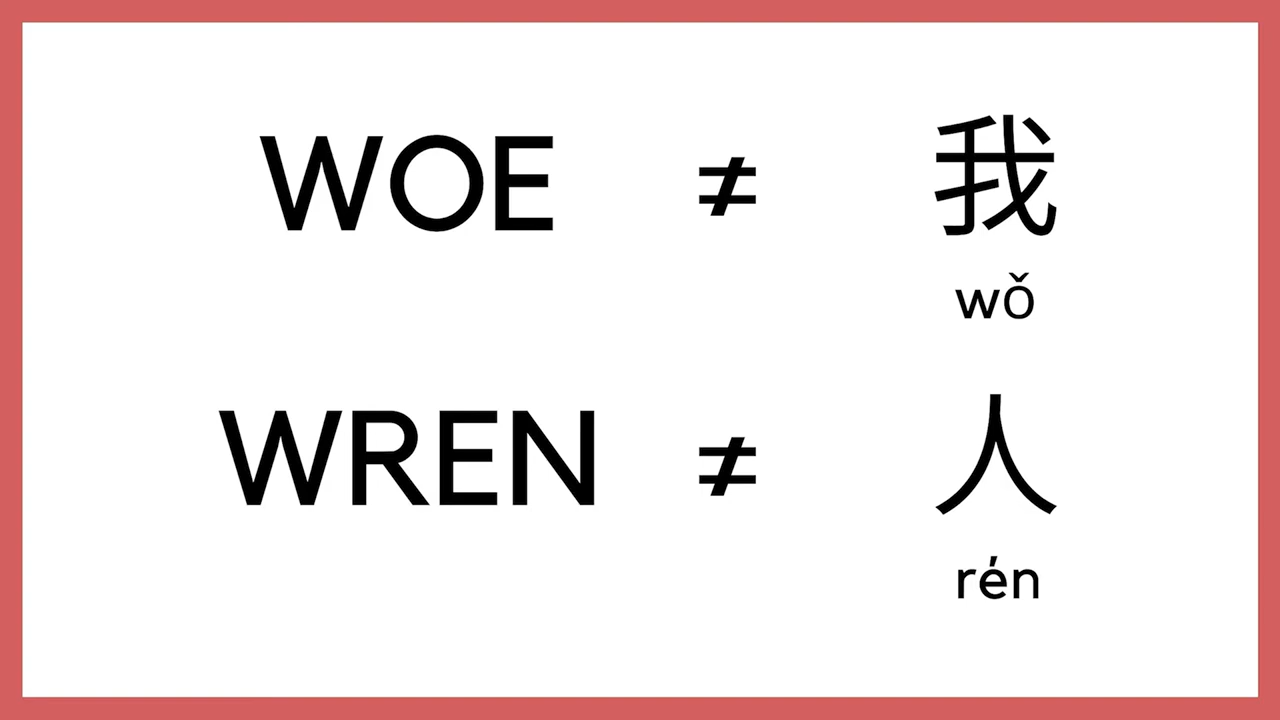 WOE ≠ 我
wǒ
WREN ≠ 人
rén